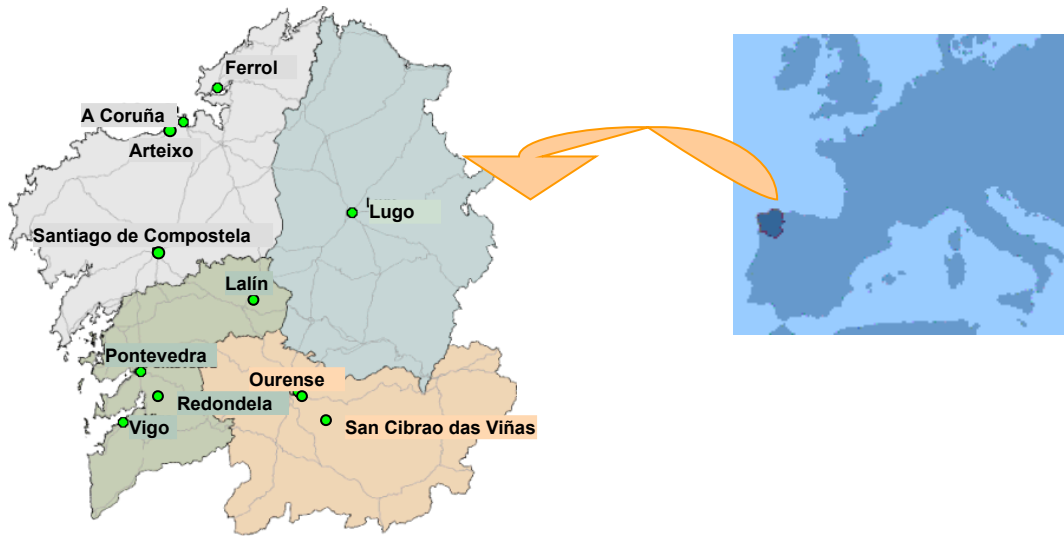 Ferrol
A Coruña
Arteixo
Lugo
Santiago de Compostela
Lalín
Pontevedra
Ourense
Redondela
Vigo
San Cibrao das Viñas